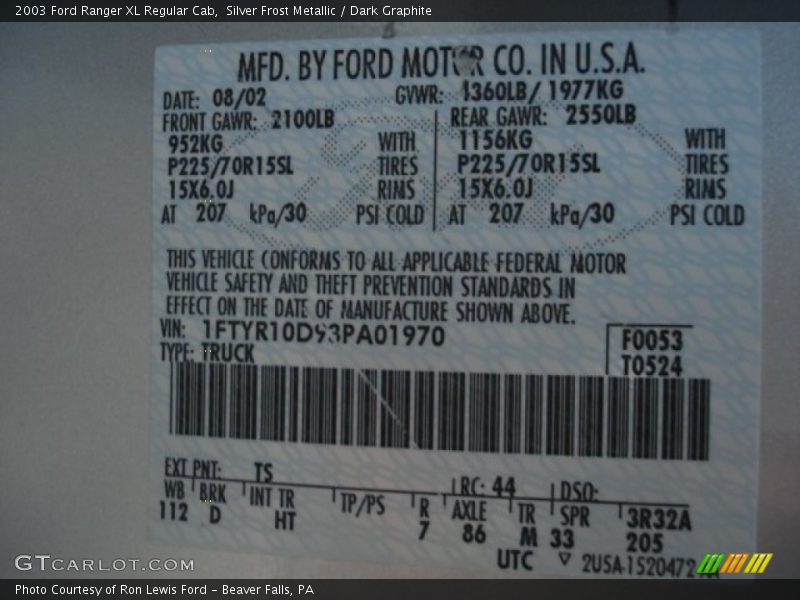 2003 Ford Ranger XL Regular Cab,  Silver Frost Metallic / Dark Graphite
MFD. BY FORD MOTOR CO. IN U.S.A.
DATE: 08/02 GVWR: 4360LB/ 1977KG
FRONT GAWR: 2100LB REAR GAWR: 2550LB
952KG WITH 1156KG WITH
P225/70R15SL TIRES P225/70R15SL TIRES
15X6.0J RIMS 15X6.0J RIMS
AT 207 kPa/30 PSI COLD AT 207 kPa/30 PSI COLD
THIS VEHICLE CONFORMS TO ALL APPLICABLE FEDERAL MOTOR
VEHICLE SAFETY AND THEFT PREVENTION STANDARDS IN
EFFECT ON THE DATE OF MANUFACTURE SHOWN ABOVE.
VIN: 1FTYR10D93PA01970 F0053
TYPE: TRUCK T0524
EXT PNT: TS RC: 44 DSO:
WB BRK INT TR TP/PS R AXLE TR SPR 3R32A
112 D HT 7 86 M 33 205
UTC ▽ 2USA-1520472
GTCARLOT.COM
Photo Courtesy of Ron Lewis Ford – Beaver Falls, PA